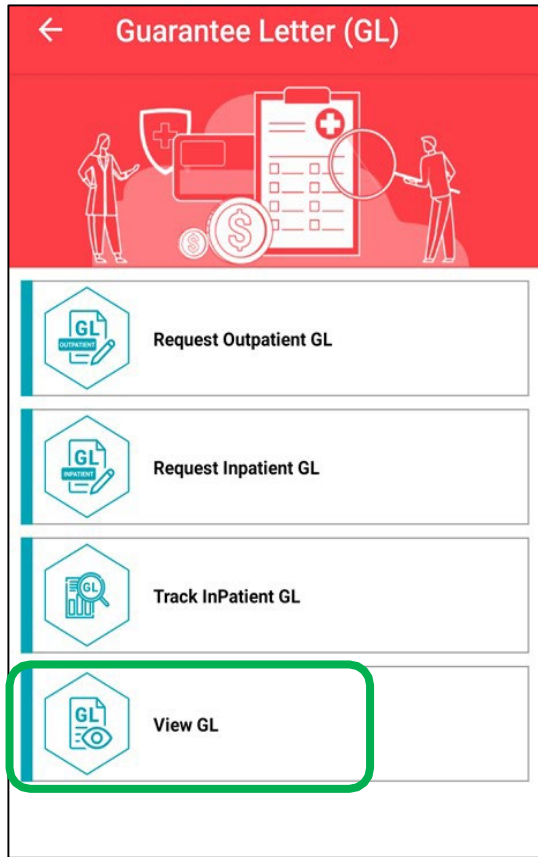 Guarantee Letter (GL)
GL
OUTPATIENT
Request Outpatient GL
GL
INPATIENT
Request Inpatient GL
GL
Track InPatient GL
GL
View GL